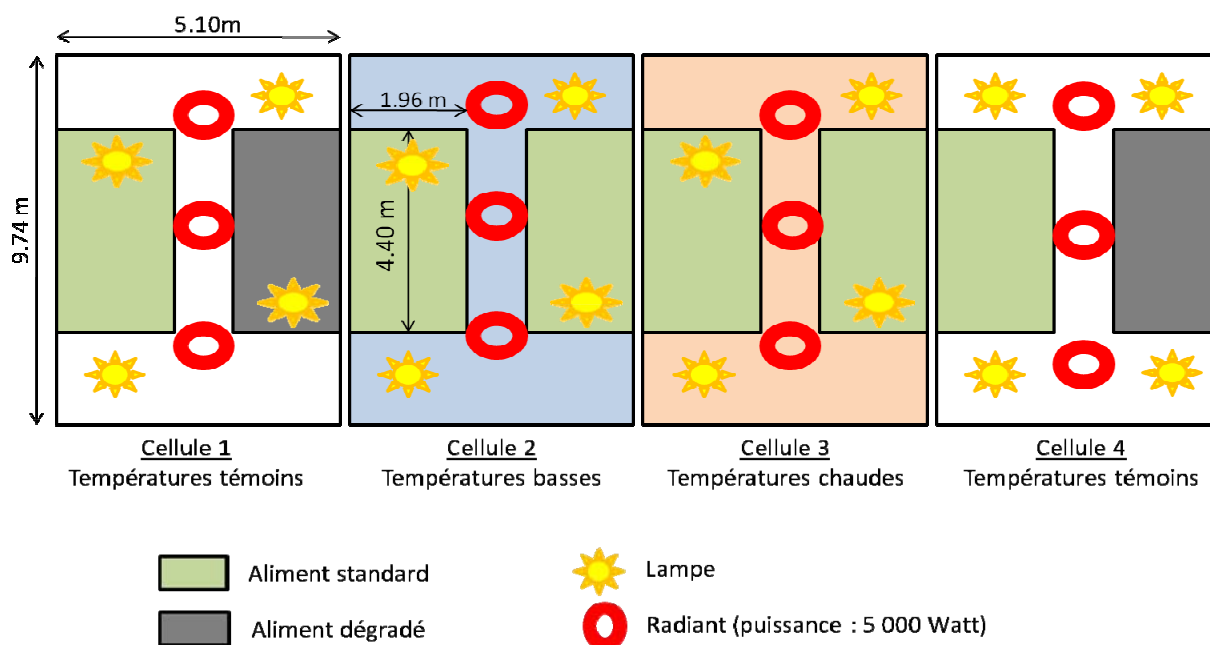 5.10m
9.74 m
1.96 m
4.40 m
Cellule 1
Températures témoins
Cellule 2
Températures basses
Cellule 3
Températures chaudes
Cellule 4
Températures témoins
Aliment standard
Lampe
Aliment dégradé
Radiant (puissance : 5 000 Watt)